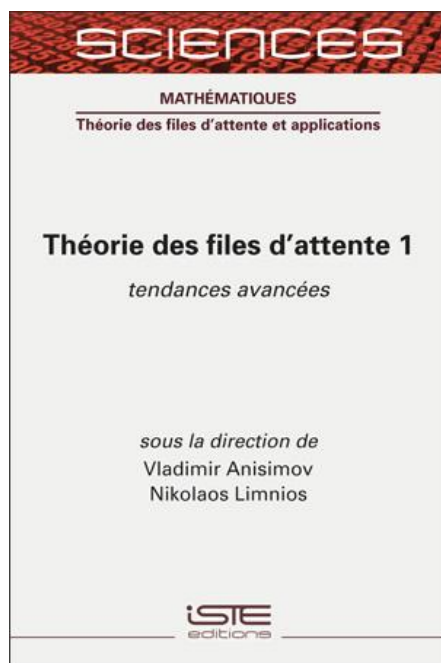 SCIENCES
MATHÉMATIQUES
Théorie des files d'attente et applications
Théorie des files d'attente 1
tendances avancées
sous la direction de
Vladimir Anisimov
Nikolaos Limnios
iSTE
editions